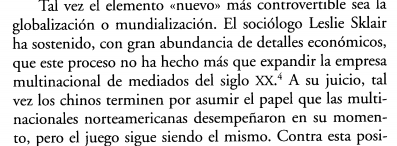 Tal vez el elemento «nuevo» más controvertible sea la
globalización o mundialización. El sociólogo Leslie Sklair
ha sostenido, con gran abundancia de detalles económicos,
que este proceso no ha hecho más que expandir la empresa
multinacional de mediados del siglo XX.4 A su juicio, tal
vez los chinos terminen por asumir el papel que las multi-
nacionales norteamericanas desempeñaron en su momen-
to, pero el juego sigue siendo el mismo. Contra esta posi-